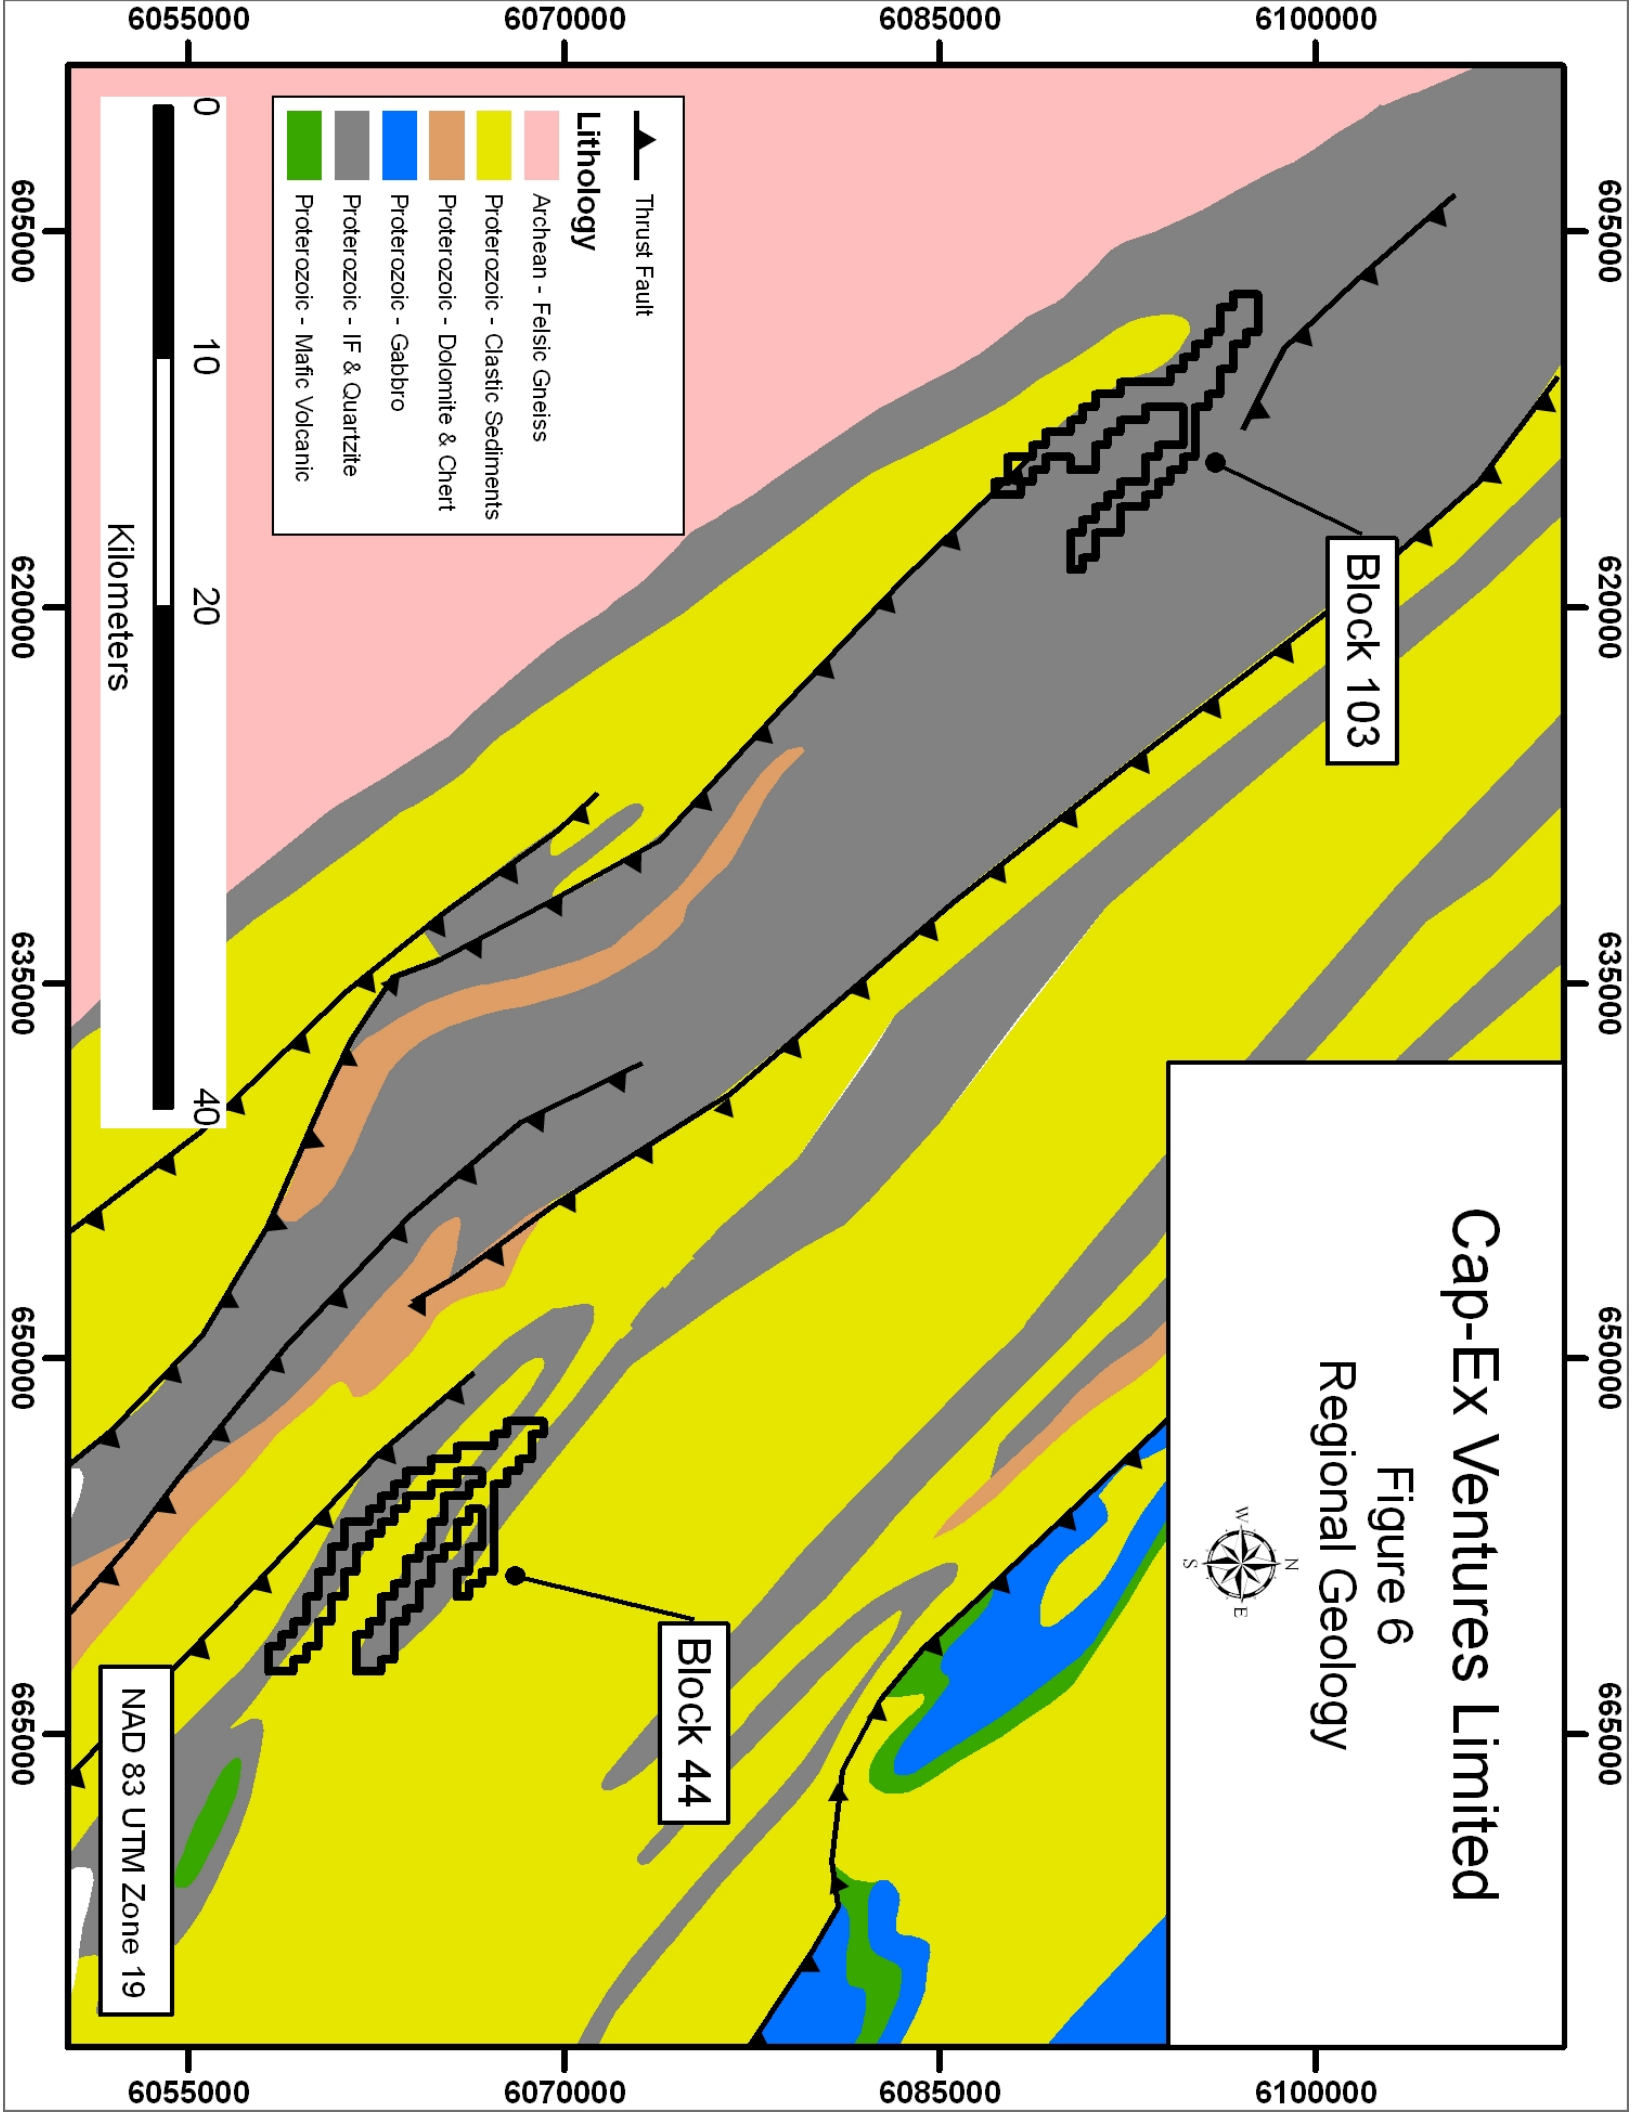 Cap-Ex Ventures Limited
Figure 6
Regional Geology
N
W
E
S
605000
620000
635000
650000
665000
6100000
6085000
6070000
6055000
6100000
6085000
6070000
6055000
Block 103
Block 44
Thrust Fault
Lithology
Archean - Felsic Gneiss
Proterozoic - Clastic Sediments
Proterozoic - Dolomite & Chert
Proterozoic - Gabbro
Proterozoic - IF & Quartzite
Proterozoic - Mafic Volcanic
0 10 20 40
Kilometers
NAD 83 UTM Zone 19
605000
620000
635000
650000
665000